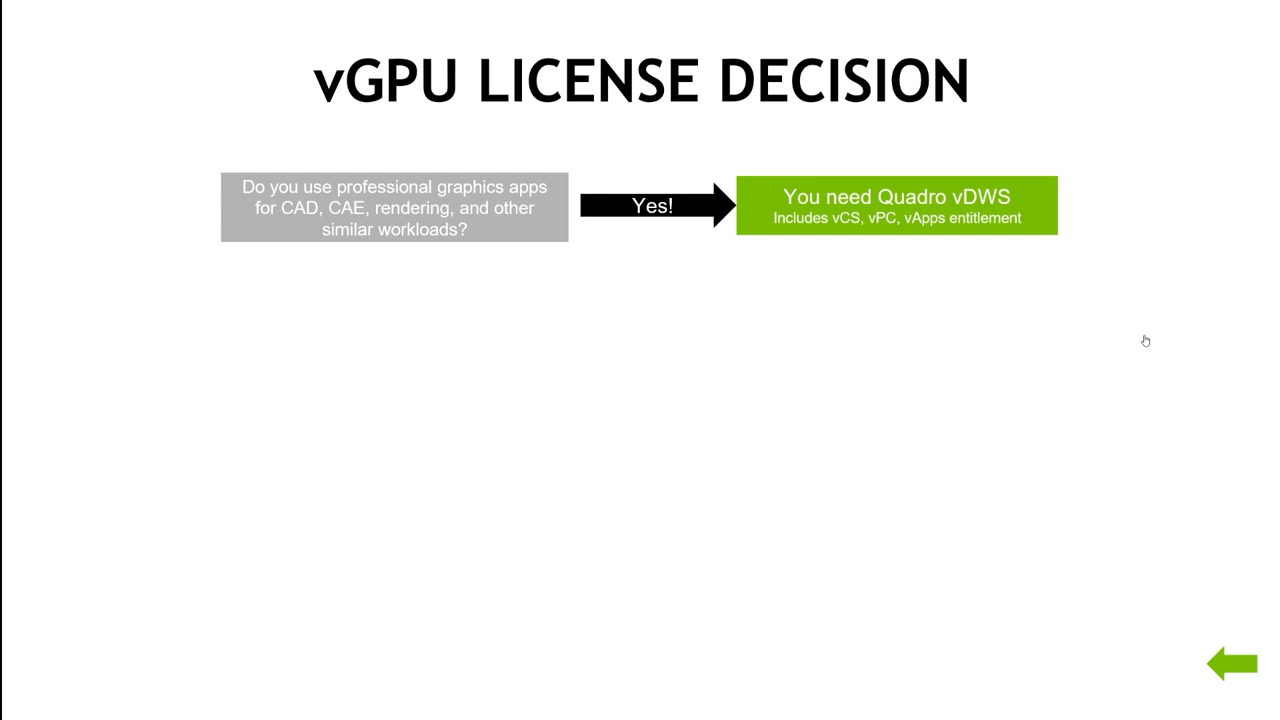 vGPU LICENSE DECISION
Do you use professional graphics apps
for CAD, CAE, rendering, and other
similar workloads?
Yes!
You need Quadro vDWS
Includes vCS, vPC, vApps entitlement